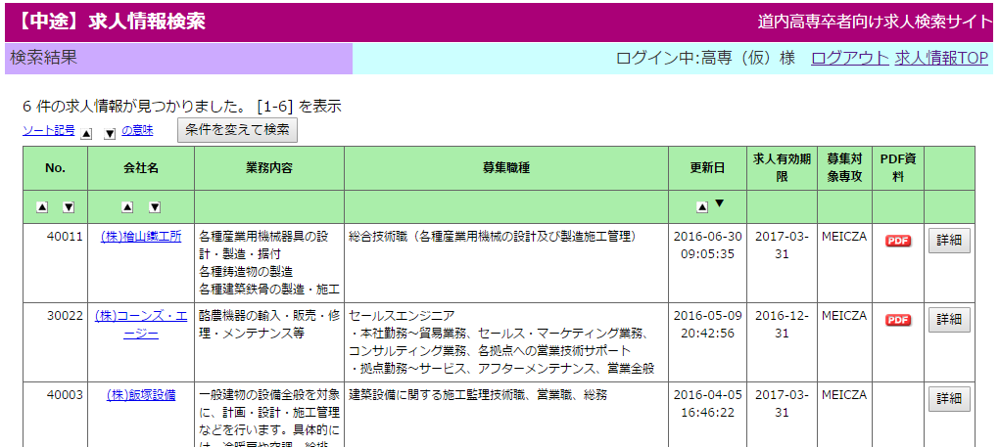 【中途】求人情報検索
道内高専卒者向け求人検索サイト
検索結果
ログイン中:高専（仮）様 ログアウト 求人情報TOP
6 件の求人情報が見つかりました。 [1-6] を表示
ソート記号 ▲ ▼ の意味 条件を変えて検索
No. 会社名 業務内容 募集職種 更新日 求人有効期限 募集対象専攻 PDF資料
▲ ▼ ▲ ▼ ▲ ▼
40011
(株)檜山鐵工所
各種産業用機械器具の設
計・製造・据付
各種鋳造物の製造
各種建築鉄骨の製造・施工
総合技術職（各種産業用機械の設計及び製造施工管理）
2016-06-30
09:05:35
2017-03-
31
MEICZA
PDF
詳細
30022
(株)コーンズ・エ
ージー
酪農機器の輸入・販売・修
理・メンテナンス等
セールスエンジニア
・本社勤務～貿易業務、セールス・マーケティング業務、
コンサルティング業務、各拠点への営業技術サポート
・拠点勤務～サービス、アフターメンテナンス、営業全般
2016-05-09
20:42:56
2016-12-
31
MEICZA
PDF
詳細
40003
(株)飯塚設備
一般建物の設備全般を対象
に、計画・設計・施工管理
などを行います。具体的に
建築設備に関する施工監理技術職、営業職、総務
2016-04-05
16:46:22
2017-03-
31
MEICZA
詳細